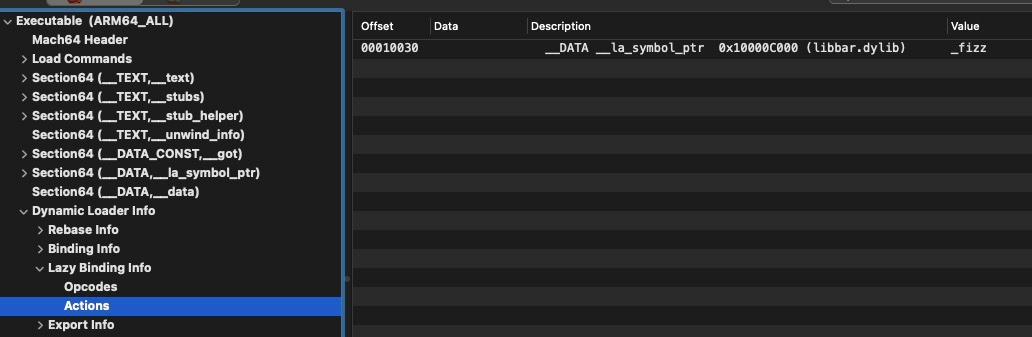 Executable (ARM64_ALL)
Mach64 Header
Load Commands
Section64 (__TEXT,__text)
Section64 (__TEXT,__stubs)
Section64 (__TEXT,__stub_helper)
Section64 (__TEXT,__unwind_info)
Section64 (__DATA_CONST,__got)
Section64 (__DATA,__la_symbol_ptr)
Section64 (__DATA,__data)
Dynamic Loader Info
Rebase Info
Binding Info
Lazy Binding Info
Opcodes
Actions
Export Info
Offset Data Description Value
00010030 __DATA __la_symbol_ptr 0x10000C000 (libbar.dylib) _fizz